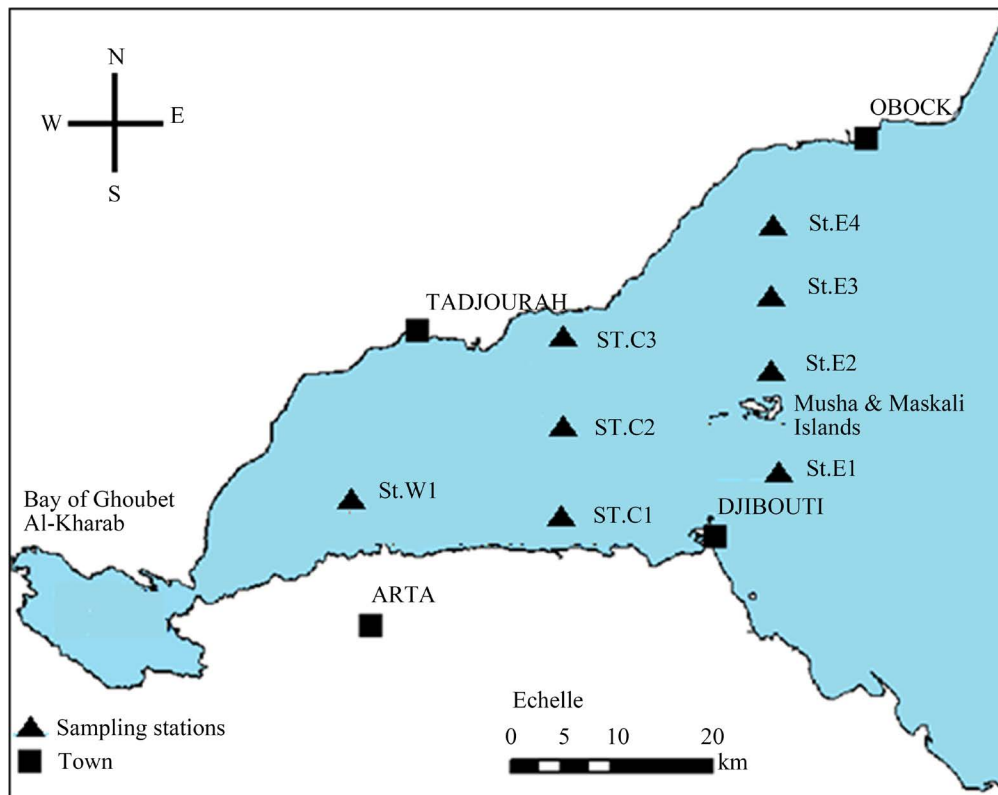 N
W E
S
OBOCK
St.E4
TADJOURAH
St.E3
ST.C3
St.E2
Musha & Maskali
Islands
ST.C2
St.E1
St.W1
Bay of Ghoubet
Al-Kharab
ST.C1
DJIBOUTI
ARTA
Echelle
0 5 10 20
km
Sampling stations
Town